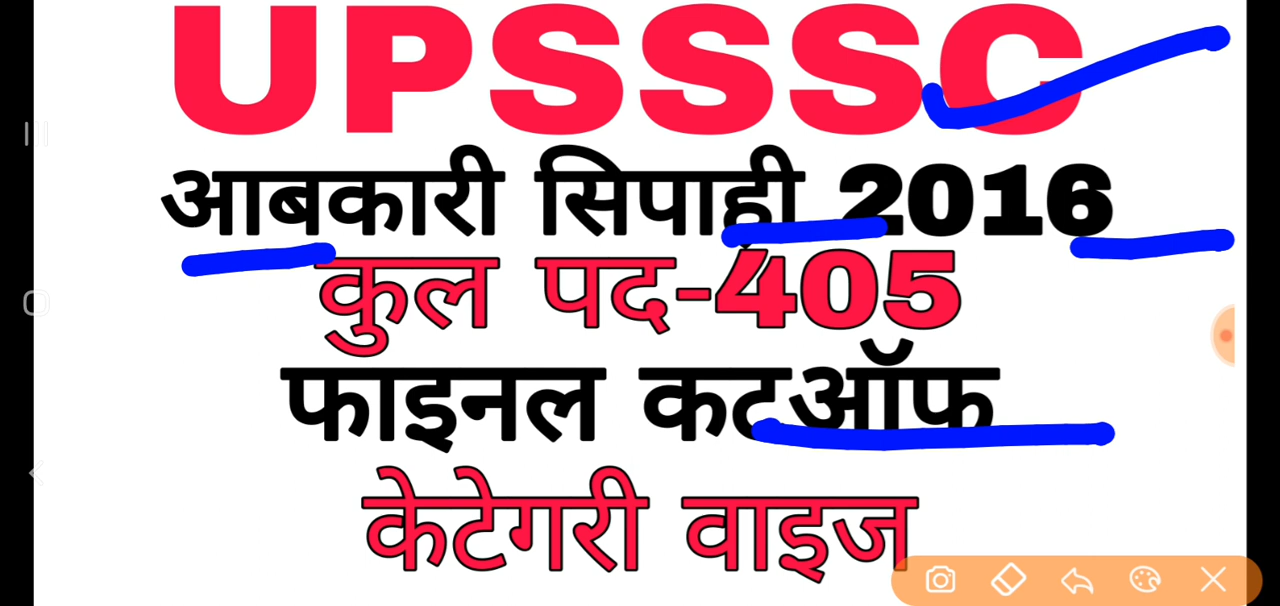 UPSSSC
आबकारी सिपाही 2016
कुल पद-405
फाइनल कटऑफ
केटेगरी वाइज